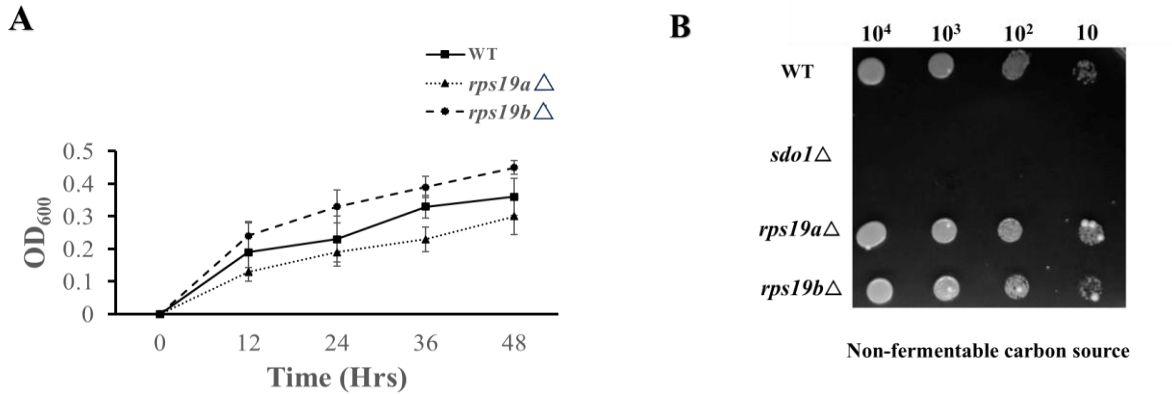 A
WT
rps19a△
rps19b△
0.5
0.4
0.3
0.2
0.1
0
OD600
0 12 24 36 48
Time (Hrs)
B
10⁴ 10³ 10² 10
WT
sdo1△
rps19a△
rps19b△
Non-fermentable carbon source